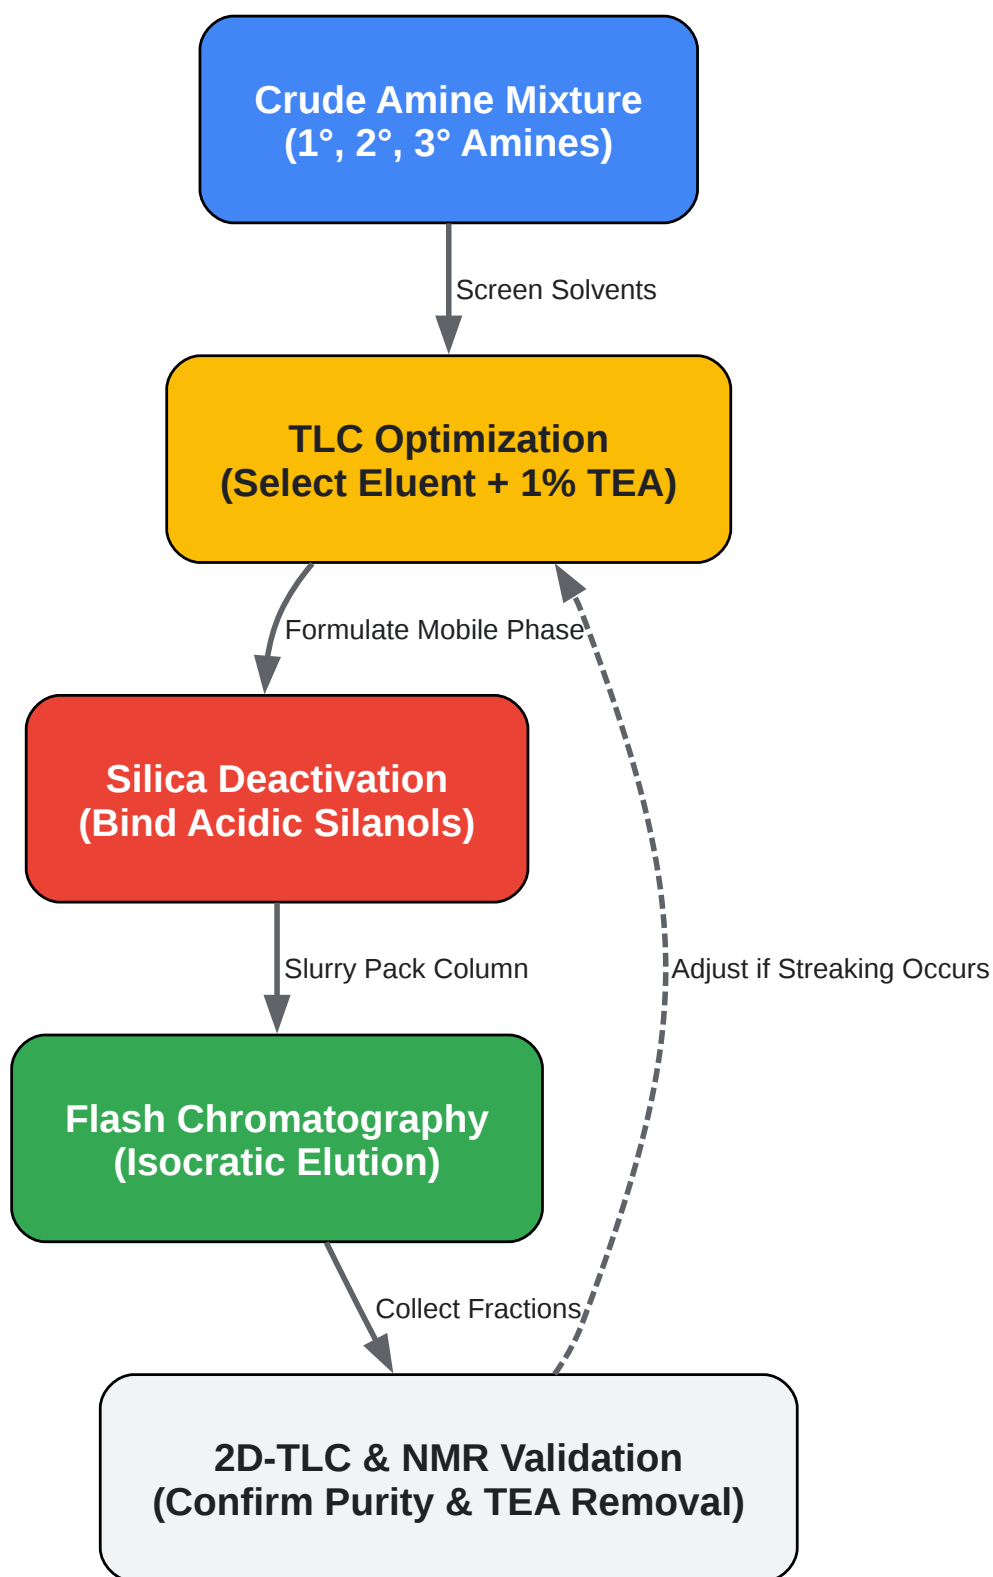 Crude Amine Mixture
(1°, 2°, 3° Amines)
Screen Solvents
TLC Optimization
(Select Eluent + 1% TEA)
Formulate Mobile Phase
Silica Deactivation
(Bind Acidic Silanols)
Slurry Pack Column
Adjust if Streaking Occurs
Flash Chromatography
(Isocratic Elution)
Collect Fractions
2D-TLC & NMR Validation
(Confirm Purity & TEA Removal)